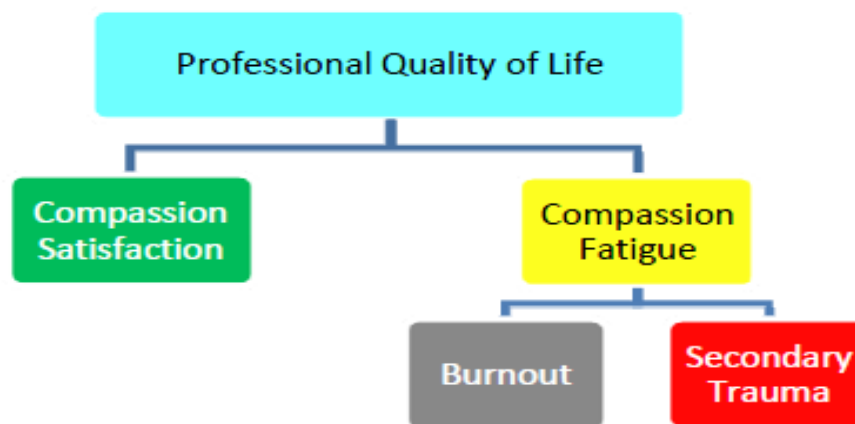 Professional Quality of Life
Compassion
Satisfaction
Compassion
Fatigue
Burnout
Secondary
Trauma